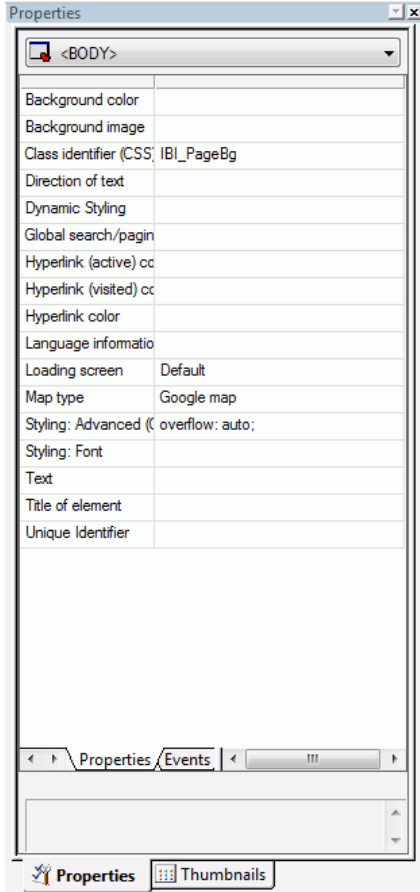 Properties
<BODY>
Background color
Background image
Class identifier (CSS) IBI_PageBg
Direction of text
Dynamic Styling
Global search/pagin
Hyperlink (active) co
Hyperlink (visited) co
Hyperlink color
Language informatio
Loading screen Default
Map type Google map
Styling: Advanced (C overflow: auto;
Styling: Font
Text
Title of element
Unique Identifier
Properties Events
Properties Thumbnails